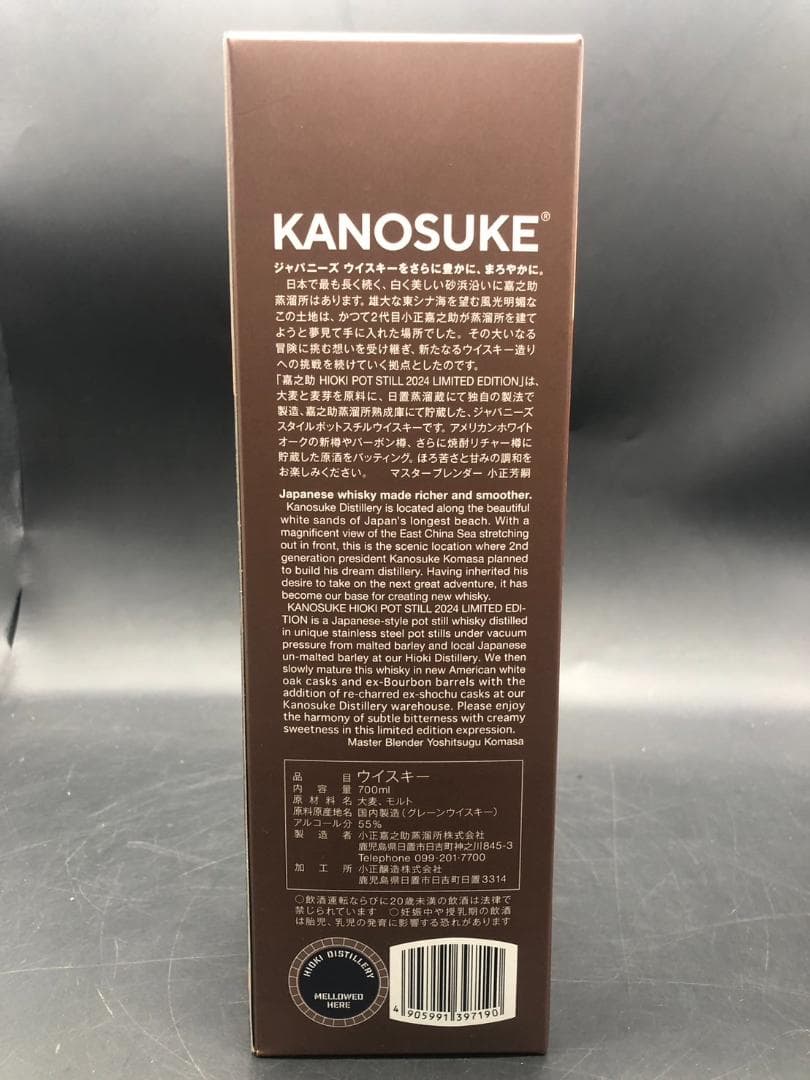 KANOSUKE®
ジャパニーズ ウイスキーをさらに豊かに、まろやかに。
日本で最も長く続く、白く美しい砂浜沿いに嘉之助
蒸溜所はあります。雄大な東シナ海を望む風光明媚な
この土地は、かつて2代目小正嘉之助が蒸溜所を建て
ようと夢見て手に入れた場所でした。その大いなる
冒険に挑む想いを受け継ぎ、新たなるウイスキー造り
への挑戦を続けていく拠点としたのです。
「嘉之助 HIOKI POT STILL 2024 LIMITED EDITION」は、
大麦と麦芽を原料に、日置蒸溜蔵にて独自の製法で
製造、嘉之助蒸溜所熟成庫にて貯蔵した、ジャパニーズ
スタイルポットスチルウイスキーです。アメリカンホワイト
オークの新樽やバーボン樽、さらに焼酎リチャー樽に
貯蔵した原酒をバッティング。ほろ苦さと甘みの調和を
お楽しみください。 マスターブレンダー 小正芳嗣
Japanese whisky made richer and smoother.
Kanosuke Distillery is located along the beautiful
white sands of Japan's longest beach. With a
magnificent view of the East China Sea stretching
out in front, this is the scenic location where 2nd
generation president Kanosuke Komasa planned
to build his dream distillery. Having inherited his
desire to take on the next great adventure, it has
become our base for creating new whisky.
KANOSUKE HIOKI POT STILL 2024 LIMITED EDI-
TION is a Japanese-style pot still whisky distilled
in unique stainless steel pot stills under vacuum
pressure from malted barley and local Japanese
un-malted barley at our Hioki Distillery. We then
slowly mature this whisky in new American white
oak casks and ex-Bourbon barrels with the
addition of re-charred ex-shochu casks at our
Kanosuke Distillery warehouse. Please enjoy
the harmony of subtle bitterness with creamy
sweetness in this limited edition expression.
Master Blender Yoshitsugu Komasa
品目 ウイスキー
内容量 700ml
原材料名 大麦、モルト
原料原産地名 国内製造(グレーンウイスキー)
アルコール分 55%
製造者 小正嘉之助蒸溜所株式会社
鹿児島県日置市日吉町神之川845-3
Telephone 099-201-7700
加工所 小正醸造株式会社
鹿児島県日置市日吉町日置3314
○飲酒運転ならびに20歳未満の飲酒は法律で
禁じられています ○妊娠中や授乳期の飲酒
は胎児、乳児の発育に影響する恐れがあります
HIOKI DISTILLERY
MELLOWED
HERE
4 905991 397190